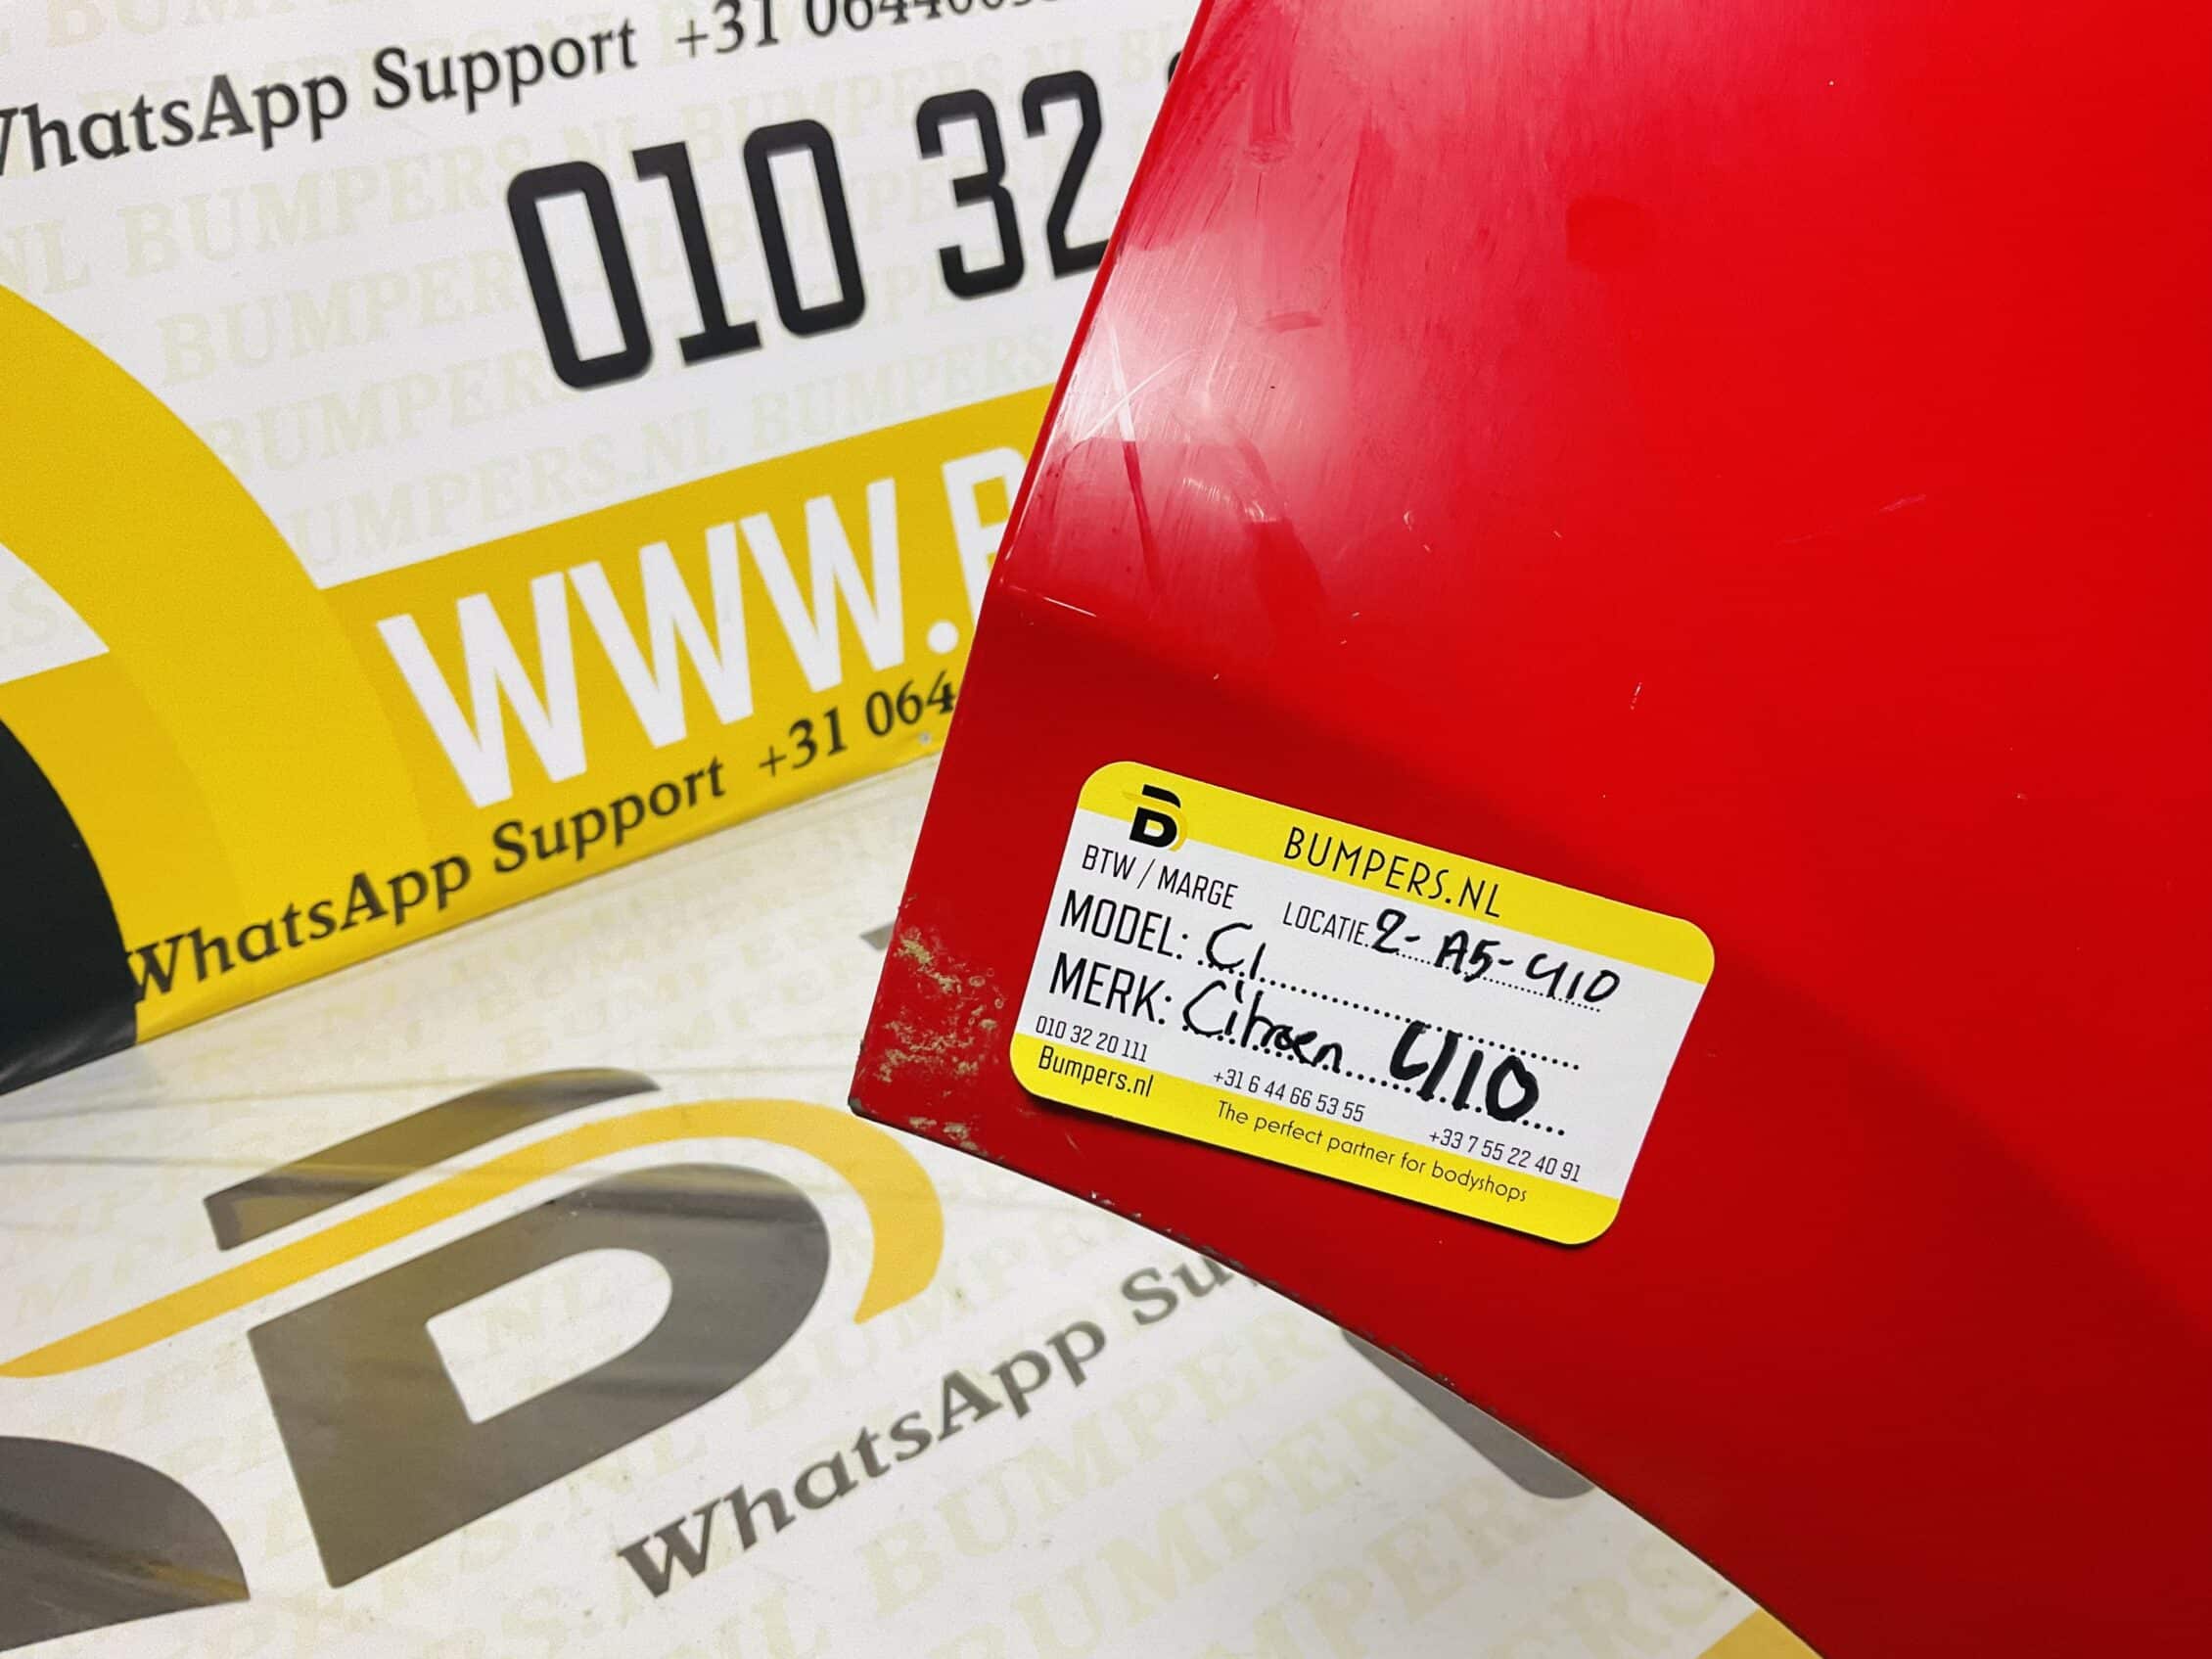 WhatsApp Support +31
010 32
WWW.
WhatsApp Support +31 064
BUMPERS.NL
BTW / MARGE LOCATIE: 2-A5-410
MODEL: C1
MERK: Citroen 410
010 32 20 111 +31 6 44 66 53 55 +33 7 55 22 40 91
Bumpers.nl The perfect partner for bodyshops
WhatsApp Su